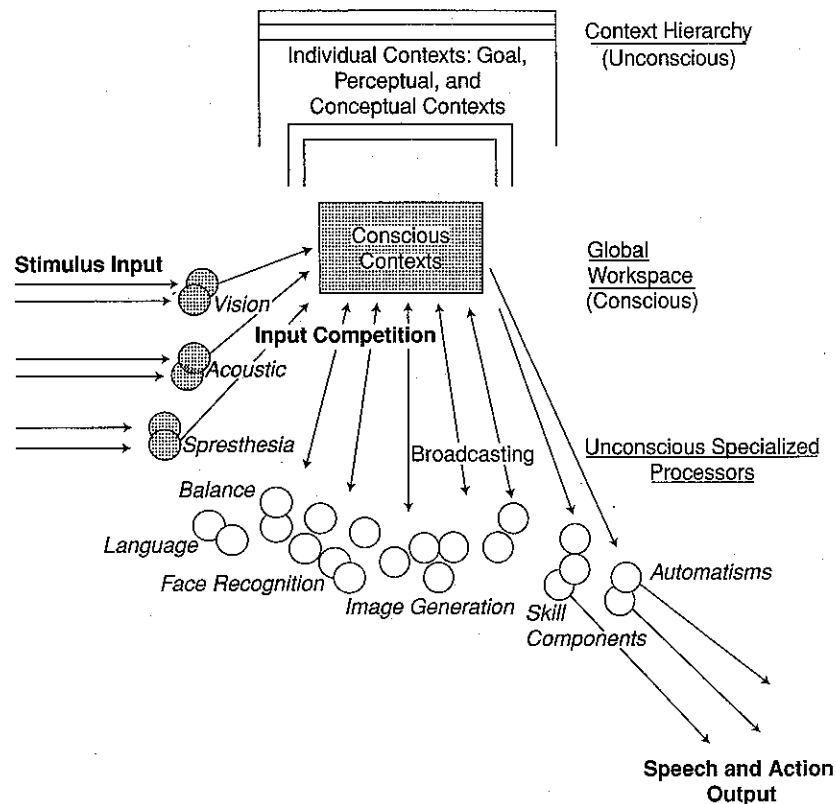 Context Hierarchy
(Unconscious)
Individual Contexts: Goal,
Perceptual, and
Conceptual Contexts
Conscious
Contexts
Global
Workspace
(Conscious)
Stimulus Input
Vision
Input Competition
Acoustic
Spresthesia
Broadcasting
Unconscious Specialized
Processors
Balance
Language
Face Recognition
Image Generation
Skill
Components
Automatisms
Speech and Action
Output